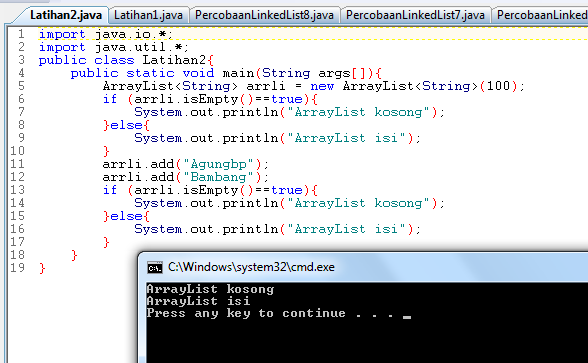 Latihan2.java Latihan1.java PercobaanLinkedList8.java PercobaanLinkedList7.java PercobaanLinked
1 import java.io.*;
2 import java.util.*;
3 public class Latihan2{
4 public static void main(String args[]){
5 ArrayList<String> arrli = new ArrayList<String>(100);
6 if (arrli.isEmpty()==true){
7 System.out.println("ArrayList kosong");
8 }else{
9 System.out.println("ArrayList isi");
10 }
11 arrli.add("Agungbp");
12 arrli.add("Bambang");
13 if (arrli.isEmpty()==true){
14 System.out.println("ArrayList kosong");
15 }else{
16 System.out.println("ArrayList isi");
17 }
18 }
19 }
C:\Windows\system32\cmd.exe
ArrayList kosong
ArrayList isi
Press any key to continue . . .